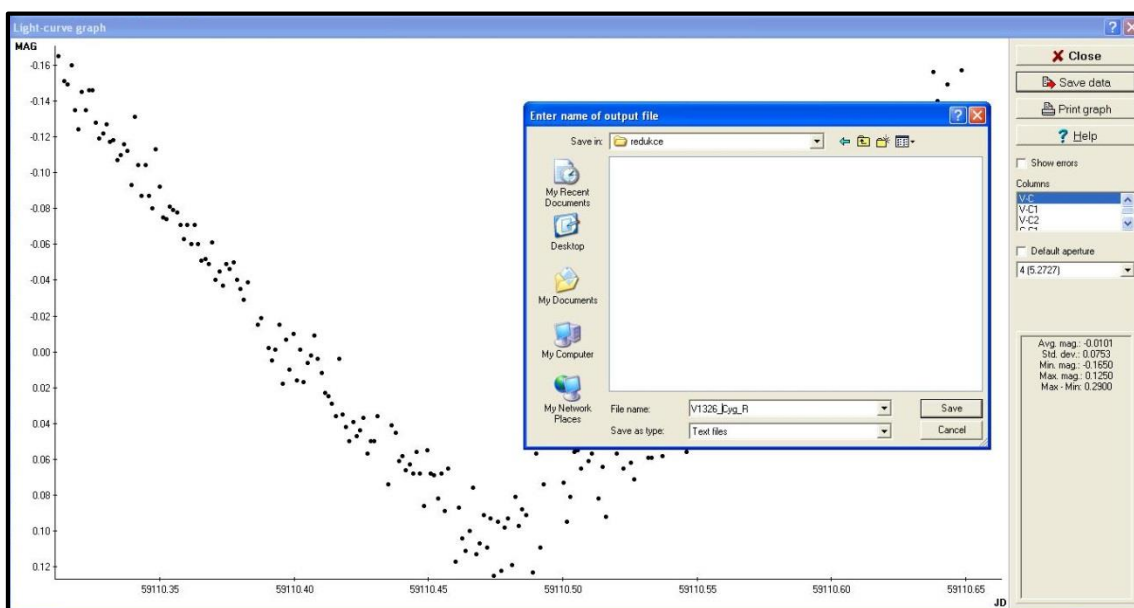 Light-curve graph
MAG
-0.16
-0.14
-0.12
-0.10
-0.08
-0.06
-0.04
-0.02
0.00
0.02
0.04
0.06
0.08
0.10
0.12
59110.35
59110.40
59110.45
59110.50
59110.55
59110.60
59110.65
JD
Enter name of output file
Save in:
redukce
My Recent
Documents
Desktop
My Documents
My Computer
My Network
Places
File name:
V1326_Cyg_R
Save
Save as type:
Text files
Cancel
Close
Save data
Print graph
? Help
Show errors
Columns
V-C
V-C1
V-C2
C-C1
Default aperture
4 (5.2727)
Avg. mag.: -0.0101
Std. dev.: 0.0753
Min. mag.: -0.1650
Max. mag.: 0.1250
Max - Min: 0.2900